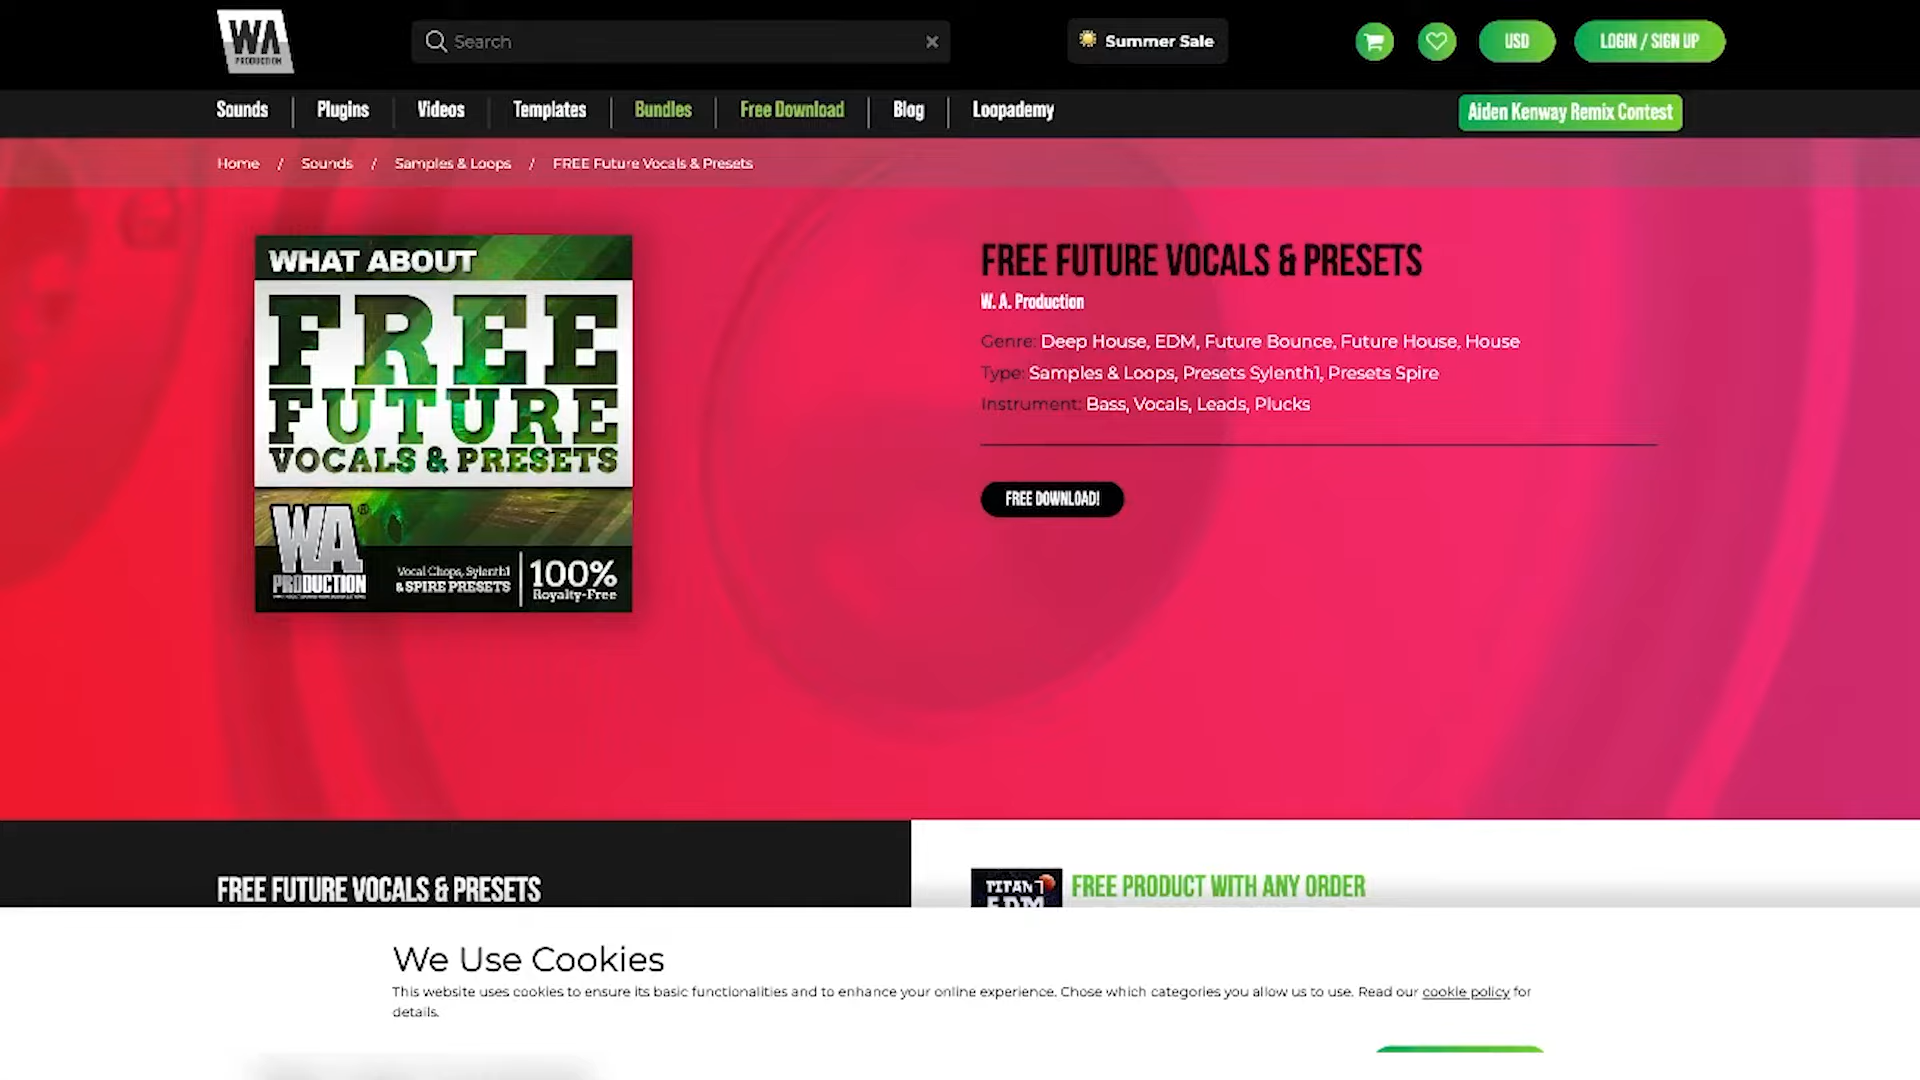 WA
PRODUCTION
Search
Summer Sale
USD
LOGIN / SIGN UP
Sounds
Plugins
Videos
Templates
Bundles
Free Download
Blog
Loopademy
Aiden Kenway Remix Contest
Home / Sounds / Samples & Loops / FREE Future Vocals & Presets
WHAT ABOUT
FREE
FUTURE
VOCALS & PRESETS
WA®
PRODUCTION
Vocal Chops, Sylenth1
& SPIRE PRESETS
100%
Royalty-Free
FREE FUTURE VOCALS & PRESETS
W. A. Production
Genre: Deep House, EDM, Future Bounce, Future House, House
Type: Samples & Loops, Presets Sylenth1, Presets Spire
Instrument: Bass, Vocals, Leads, Plucks
FREE DOWNLOAD!
FREE FUTURE VOCALS & PRESETS
TITAN
EDM
FREE PRODUCT WITH ANY ORDER
We Use Cookies
This website uses cookies to ensure its basic functionalities and to enhance your online experience. Chose which categories you allow us to use. Read our cookie policy for
details.